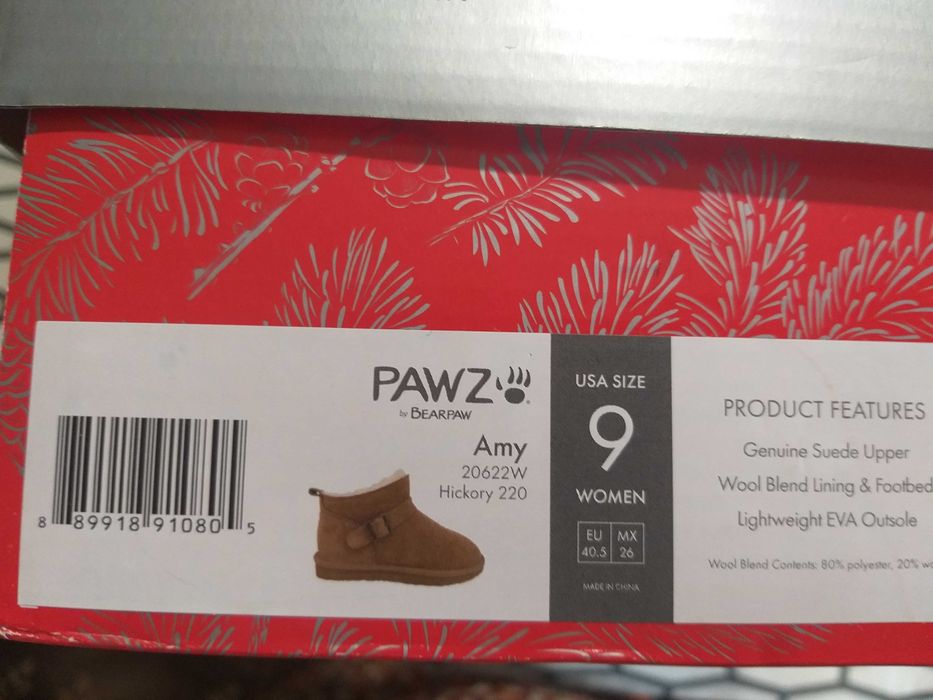 PAWZ
by BEARPAW
Amy
20622W
Hickory 220
8 89918 91080 5
USA SIZE
9
WOMEN
EU MX
40.5 26
MADE IN CHINA
PRODUCT FEATURES
Genuine Suede Upper
Wool Blend Lining & Footbed
Lightweight EVA Outsole
Wool Blend Contents: 80% polyester, 20%